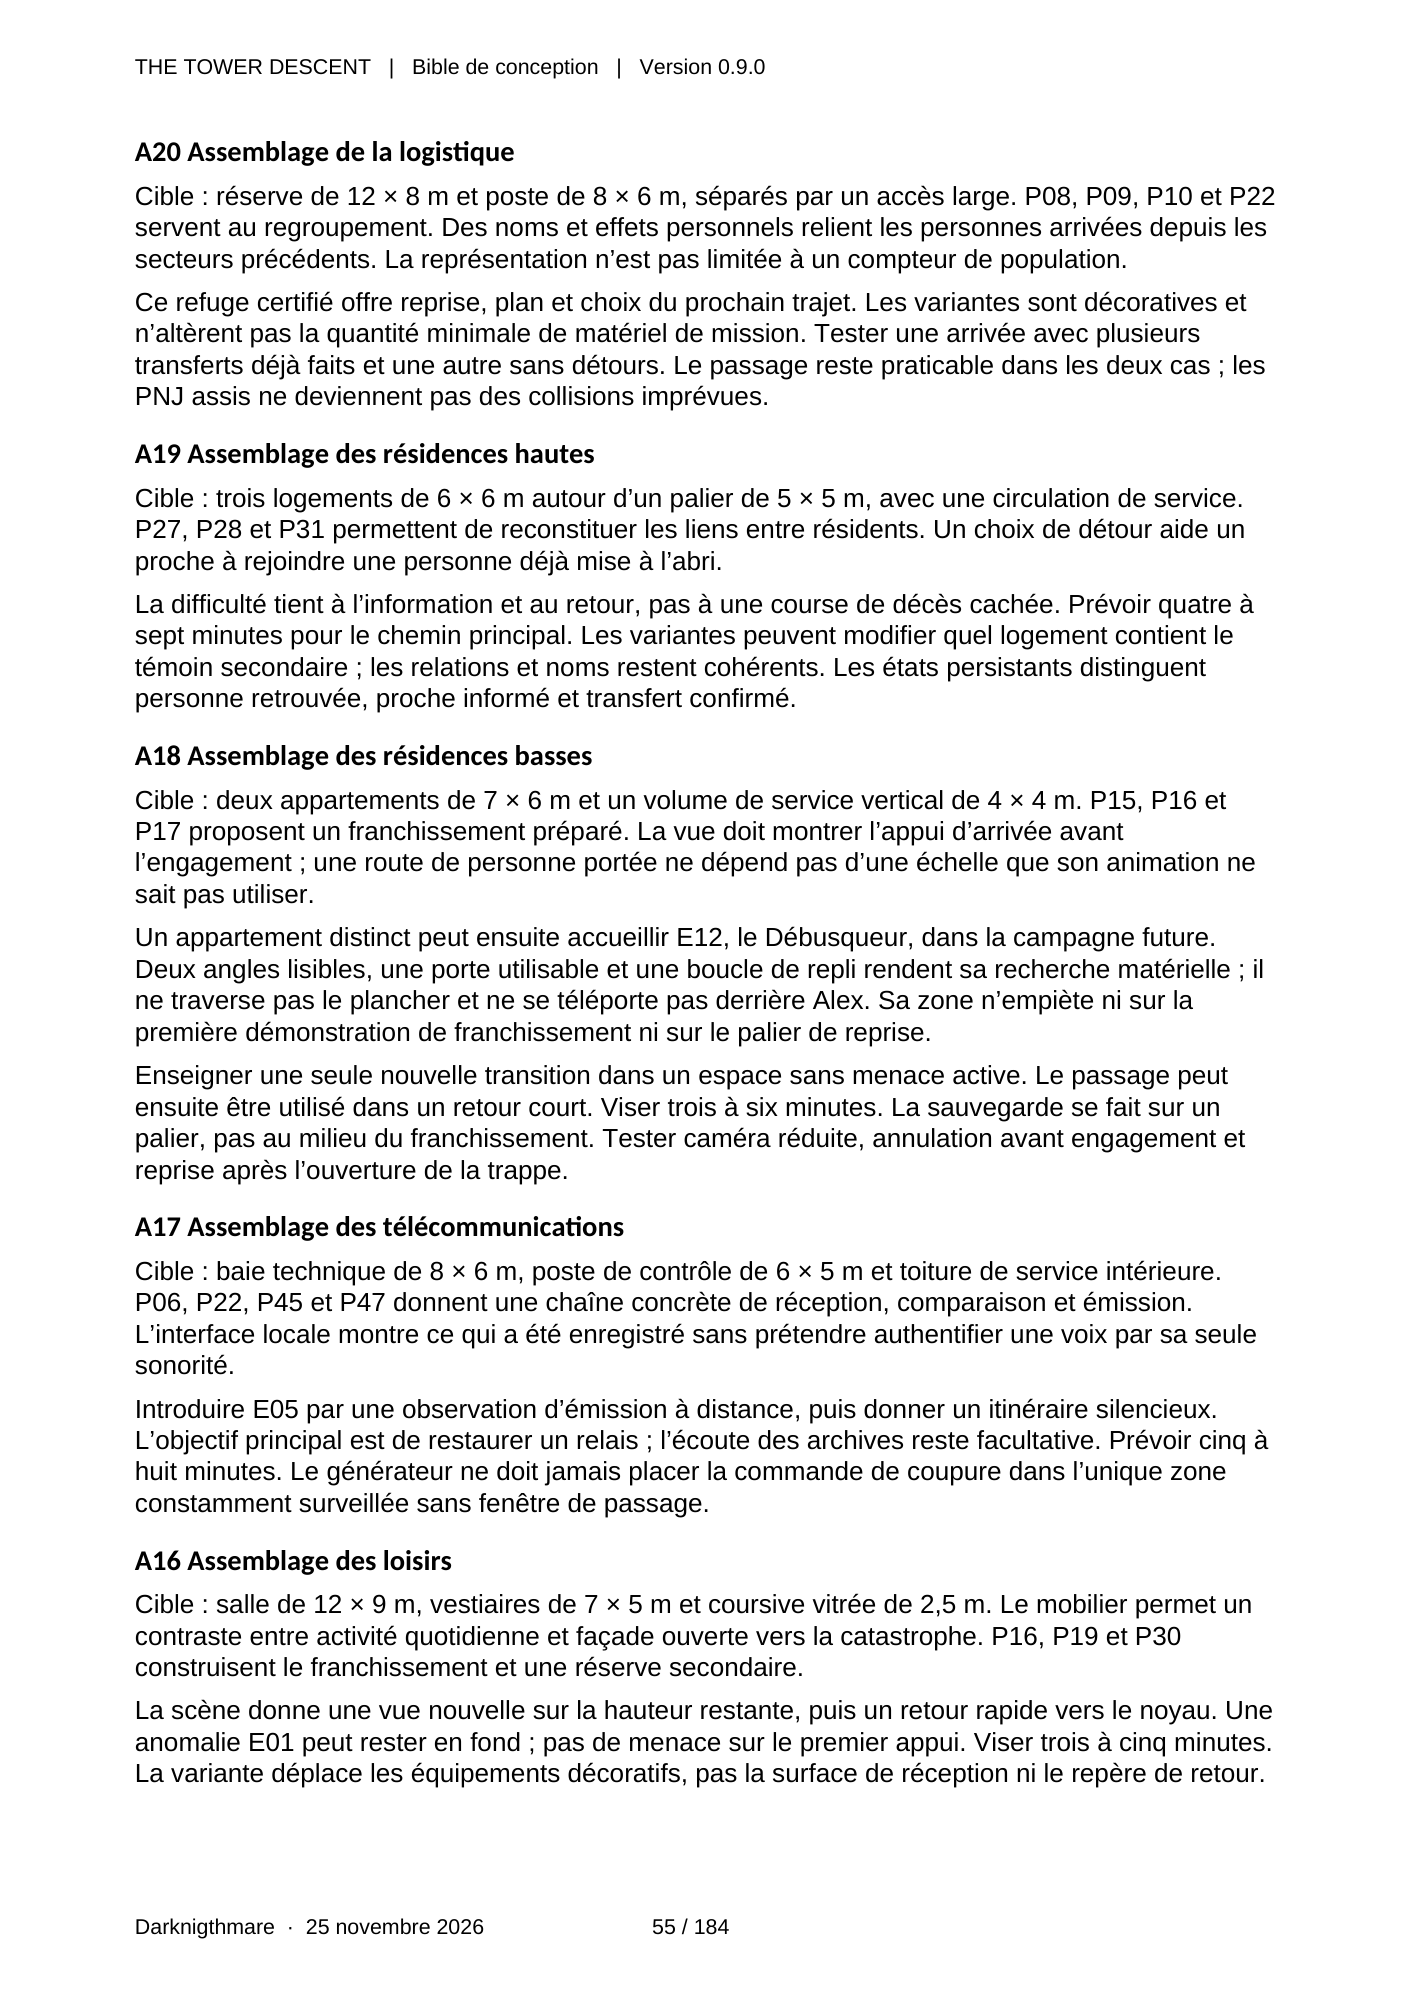 THE TOWER DESCENT | Bible de conception | Version 0.9.0
A20 Assemblage de la logistique
Cible : réserve de 12 × 8 m et poste de 8 × 6 m, séparés par un accès large. P08, P09, P10 et P22
servent au regroupement. Des noms et effets personnels relient les personnes arrivées depuis les
secteurs précédents. La représentation n’est pas limitée à un compteur de population.
Ce refuge certifié offre reprise, plan et choix du prochain trajet. Les variantes sont décoratives et
n’altèrent pas la quantité minimale de matériel de mission. Tester une arrivée avec plusieurs
transferts déjà faits et une autre sans détours. Le passage reste praticable dans les deux cas ; les
PNJ assis ne deviennent pas des collisions imprévues.
A19 Assemblage des résidences hautes
Cible : trois logements de 6 × 6 m autour d’un palier de 5 × 5 m, avec une circulation de service.
P27, P28 et P31 permettent de reconstituer les liens entre résidents. Un choix de détour aide un
proche à rejoindre une personne déjà mise à l’abri.
La difficulté tient à l’information et au retour, pas à une course de décès cachée. Prévoir quatre à
sept minutes pour le chemin principal. Les variantes peuvent modifier quel logement contient le
témoin secondaire ; les relations et noms restent cohérents. Les états persistants distinguent
personne retrouvée, proche informé et transfert confirmé.
A18 Assemblage des résidences basses
Cible : deux appartements de 7 × 6 m et un volume de service vertical de 4 × 4 m. P15, P16 et
P17 proposent un franchissement préparé. La vue doit montrer l’appui d’arrivée avant
l’engagement ; une route de personne portée ne dépend pas d’une échelle que son animation ne
sait pas utiliser.
Un appartement distinct peut ensuite accueillir E12, le Débusqueur, dans la campagne future.
Deux angles lisibles, une porte utilisable et une boucle de repli rendent sa recherche matérielle ; il
ne traverse pas le plancher et ne se téléporte pas derrière Alex. Sa zone n’empiète ni sur la
première démonstration de franchissement ni sur le palier de reprise.
Enseigner une seule nouvelle transition dans un espace sans menace active. Le passage peut
ensuite être utilisé dans un retour court. Viser trois à six minutes. La sauvegarde se fait sur un
palier, pas au milieu du franchissement. Tester caméra réduite, annulation avant engagement et
reprise après l’ouverture de la trappe.
A17 Assemblage des télécommunications
Cible : baie technique de 8 × 6 m, poste de contrôle de 6 × 5 m et toiture de service intérieure.
P06, P22, P45 et P47 donnent une chaîne concrète de réception, comparaison et émission.
L’interface locale montre ce qui a été enregistré sans prétendre authentifier une voix par sa seule
sonorité.
Introduire E05 par une observation d’émission à distance, puis donner un itinéraire silencieux.
L’objectif principal est de restaurer un relais ; l’écoute des archives reste facultative. Prévoir cinq à
huit minutes. Le générateur ne doit jamais placer la commande de coupure dans l’unique zone
constamment surveillée sans fenêtre de passage.
A16 Assemblage des loisirs
Cible : salle de 12 × 9 m, vestiaires de 7 × 5 m et coursive vitrée de 2,5 m. Le mobilier permet un
contraste entre activité quotidienne et façade ouverte vers la catastrophe. P16, P19 et P30
construisent le franchissement et une réserve secondaire.
La scène donne une vue nouvelle sur la hauteur restante, puis un retour rapide vers le noyau. Une
anomalie E01 peut rester en fond ; pas de menace sur le premier appui. Viser trois à cinq minutes.
La variante déplace les équipements décoratifs, pas la surface de réception ni le repère de retour.
Darknigthmare · 25 novembre 2026 55 / 184